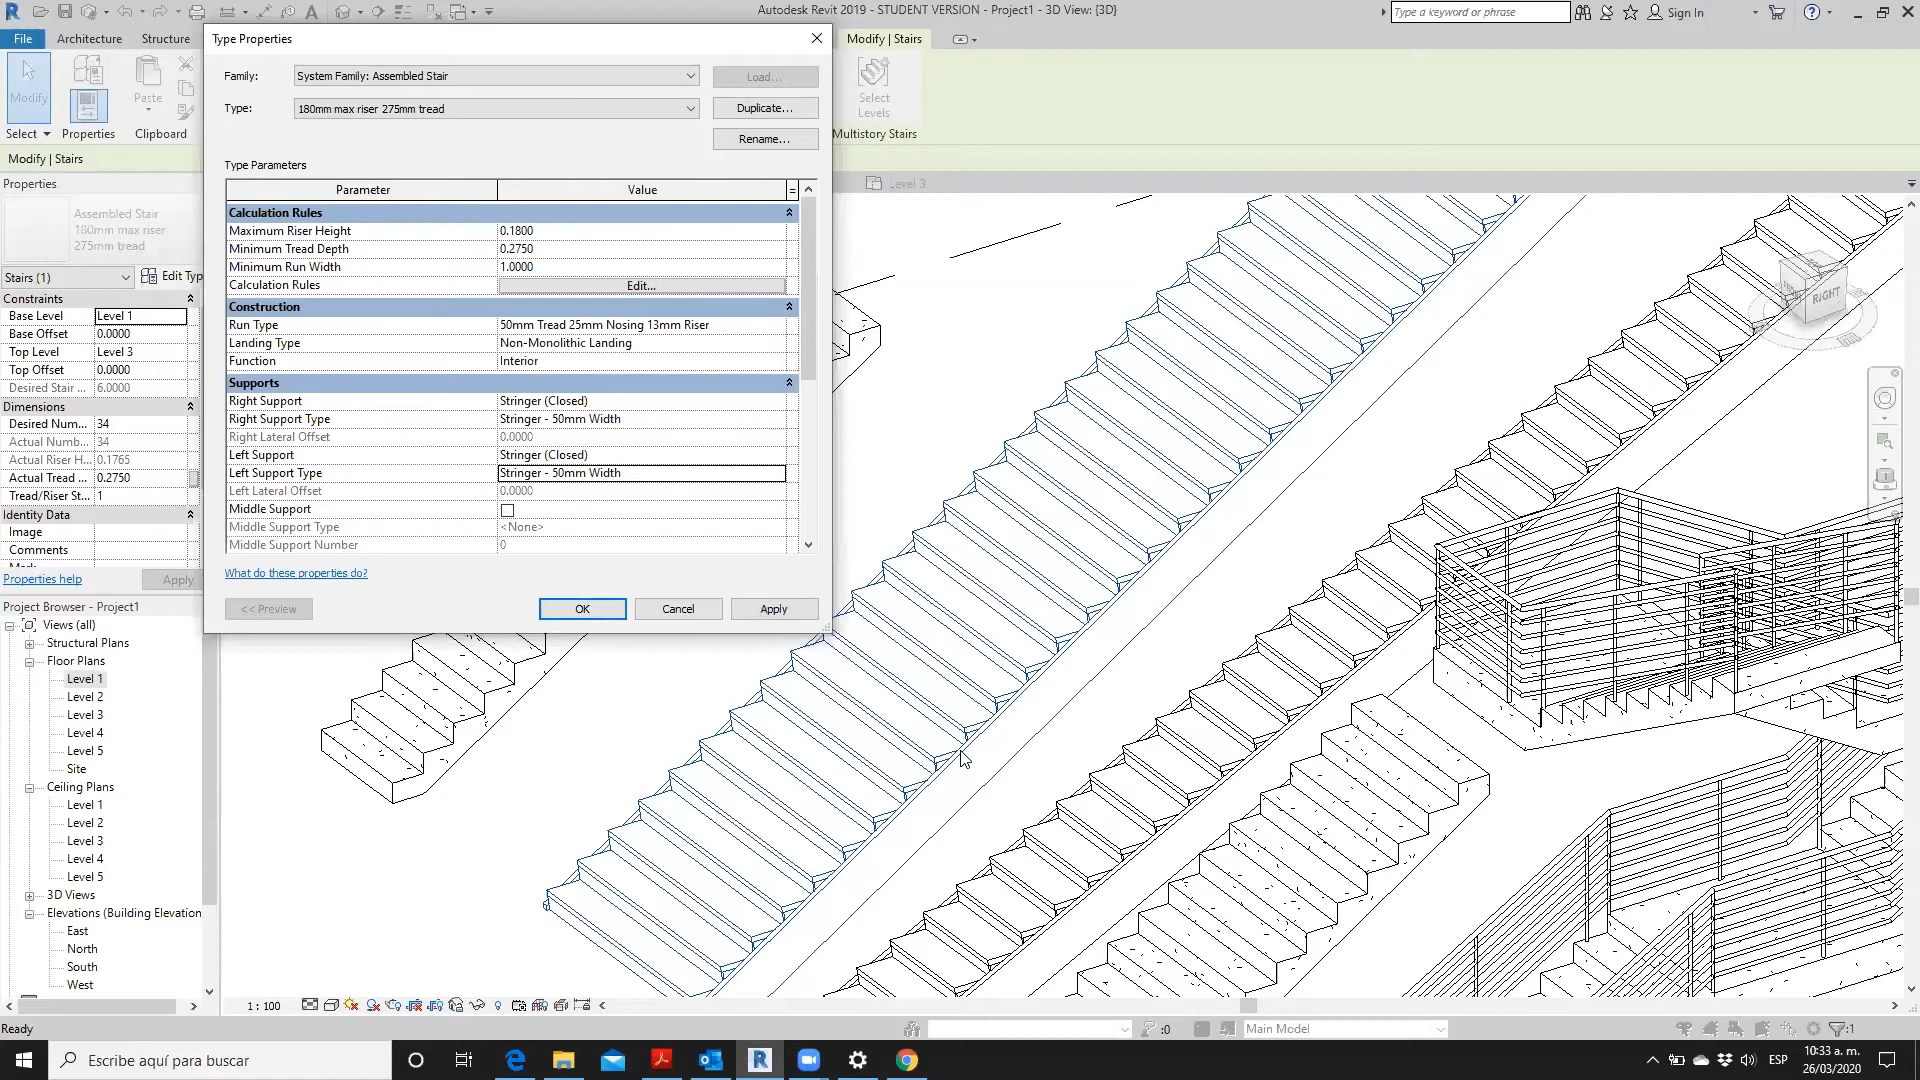 Autodesk Revit 2019 - STUDENT VERSION - Project1 - 3D View: {3D}
Type a keyword or phrase
Sign In
File
Architecture
Structure
Modify | Stairs
Modify
Paste
Select
Properties
Clipboard
Select
Levels
Multistory Stairs
Modify | Stairs
Level 3
Properties
Assembled Stair
180mm max riser
275mm tread
Stairs (1)
Edit Typ
Constraints
Base Level Level 1
Base Offset 0.0000
Top Level Level 3
Top Offset 0.0000
Desired Stair ... 6.0000
Dimensions
Desired Num... 34
Actual Numb... 34
Actual Riser H... 0.1765
Actual Tread ... 0.2750
Tread/Riser St... 1
Identity Data
Image
Comments
Properties help
Apply
Project Browser - Project1
Views (all)
Structural Plans
Floor Plans
Level 1
Level 2
Level 3
Level 4
Level 5
Site
Ceiling Plans
Level 1
Level 2
Level 3
Level 4
Level 5
3D Views
Elevations (Building Elevation
East
North
South
West
Type Properties
Family: System Family: Assembled Stair
Load...
Type: 180mm max riser 275mm tread
Duplicate...
Rename...
Type Parameters
Parameter Value =
Calculation Rules
Maximum Riser Height 0.1800
Minimum Tread Depth 0.2750
Minimum Run Width 1.0000
Calculation Rules Edit...
Construction
Run Type 50mm Tread 25mm Nosing 13mm Riser
Landing Type Non-Monolithic Landing
Function Interior
Supports
Right Support Stringer (Closed)
Right Support Type Stringer - 50mm Width
Right Lateral Offset 0.0000
Left Support Stringer (Closed)
Left Support Type Stringer - 50mm Width
Left Lateral Offset 0.0000
Middle Support
Middle Support Type <None>
Middle Support Number 0
What do these properties do?
<< Preview
OK
Cancel
Apply
RIGHT
1 : 100
Ready
:0
Main Model
:1
Escribe aquí para buscar
ESP
10:33 a. m.
26/03/2020